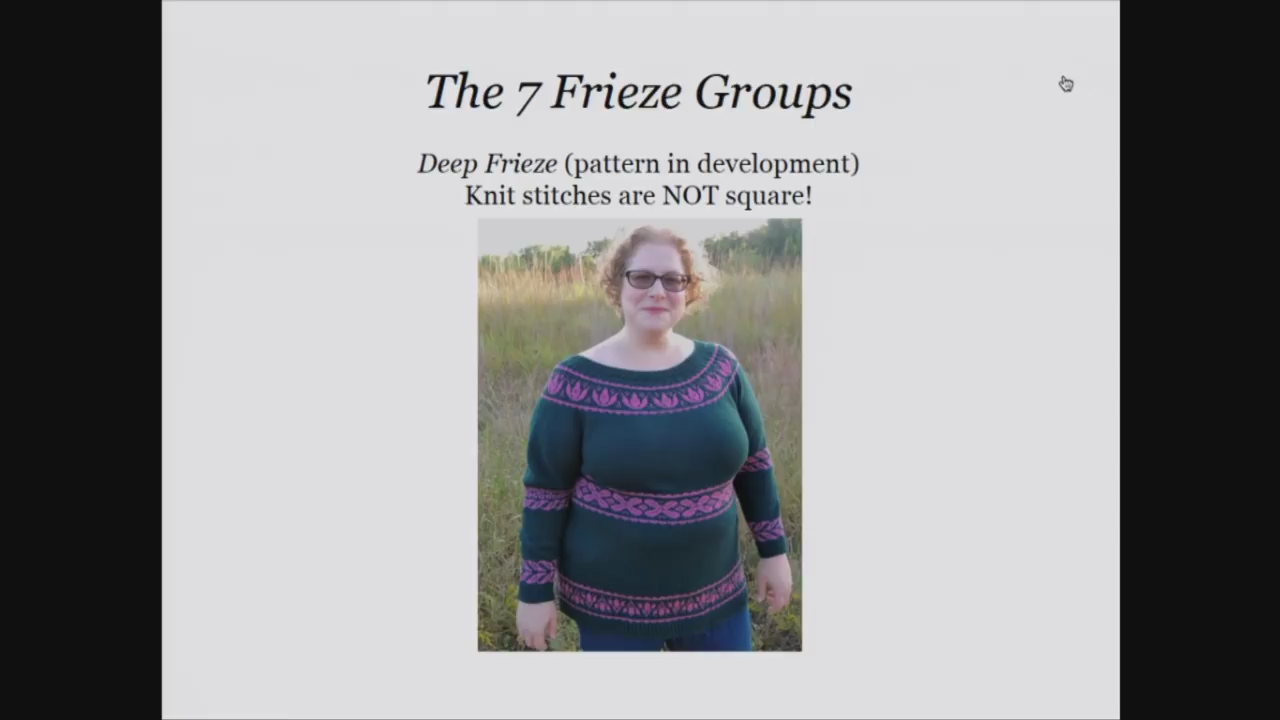 The 7 Frieze Groups
Deep Frieze (pattern in development)
Knit stitches are NOT square!